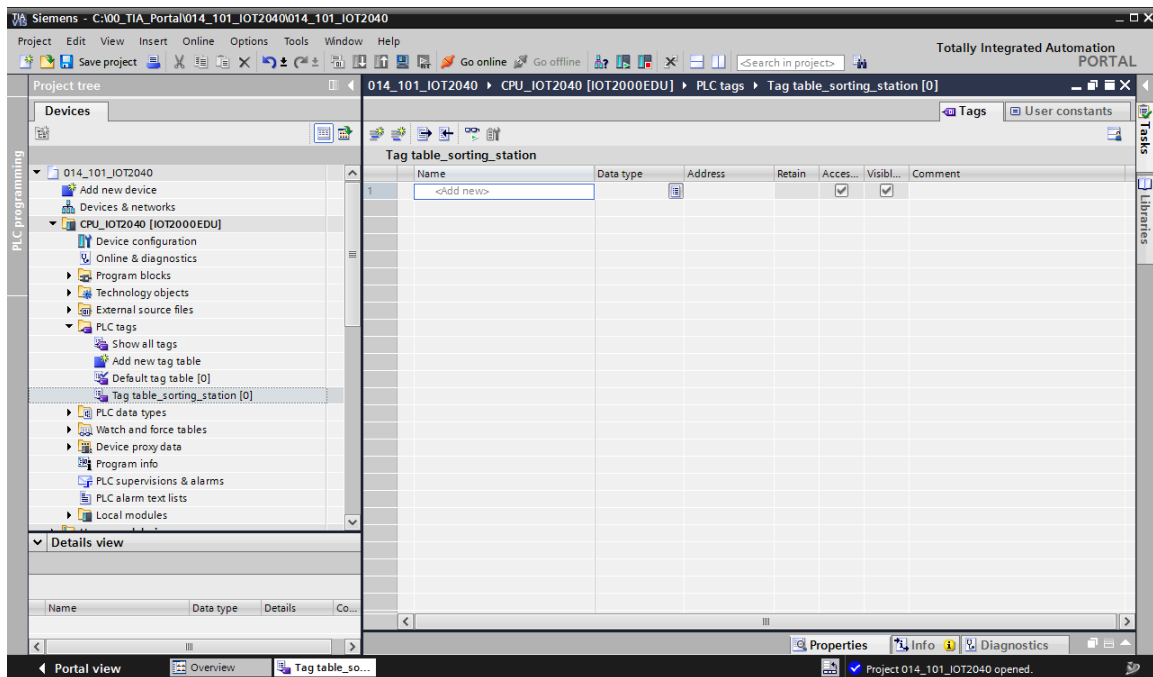 Siemens - C:\00_TIA_Portal\014_101_IOT2040\014_101_IOT2040
Project Edit View Insert Online Options Tools Window Help
Totally Integrated Automation
PORTAL
Save project Go online Go offline <Search in project>
Project tree
014_101_IOT2040 CPU_IOT2040 [IOT2000EDU] PLC tags Tag table_sorting_station [0]
Devices
Tags User constants
Tag table_sorting_station
Name Data type Address Retain Acces... Visibl... Comment
1 <Add new>
014_101_IOT2040
Add new device
Devices & networks
CPU_IOT2040 [IOT2000EDU]
Device configuration
Online & diagnostics
Program blocks
Technology objects
External source files
PLC tags
Show all tags
Add new tag table
Default tag table [0]
Tag table_sorting_station [0]
PLC data types
Watch and force tables
Device proxy data
Program info
PLC supervisions & alarms
PLC alarm text lists
Local modules
PLC programming
Tasks
Libraries
Details view
Name Data type Details Co...
Properties Info Diagnostics
Portal view Overview Tag table_so... Project 014_101_IOT2040 opened.